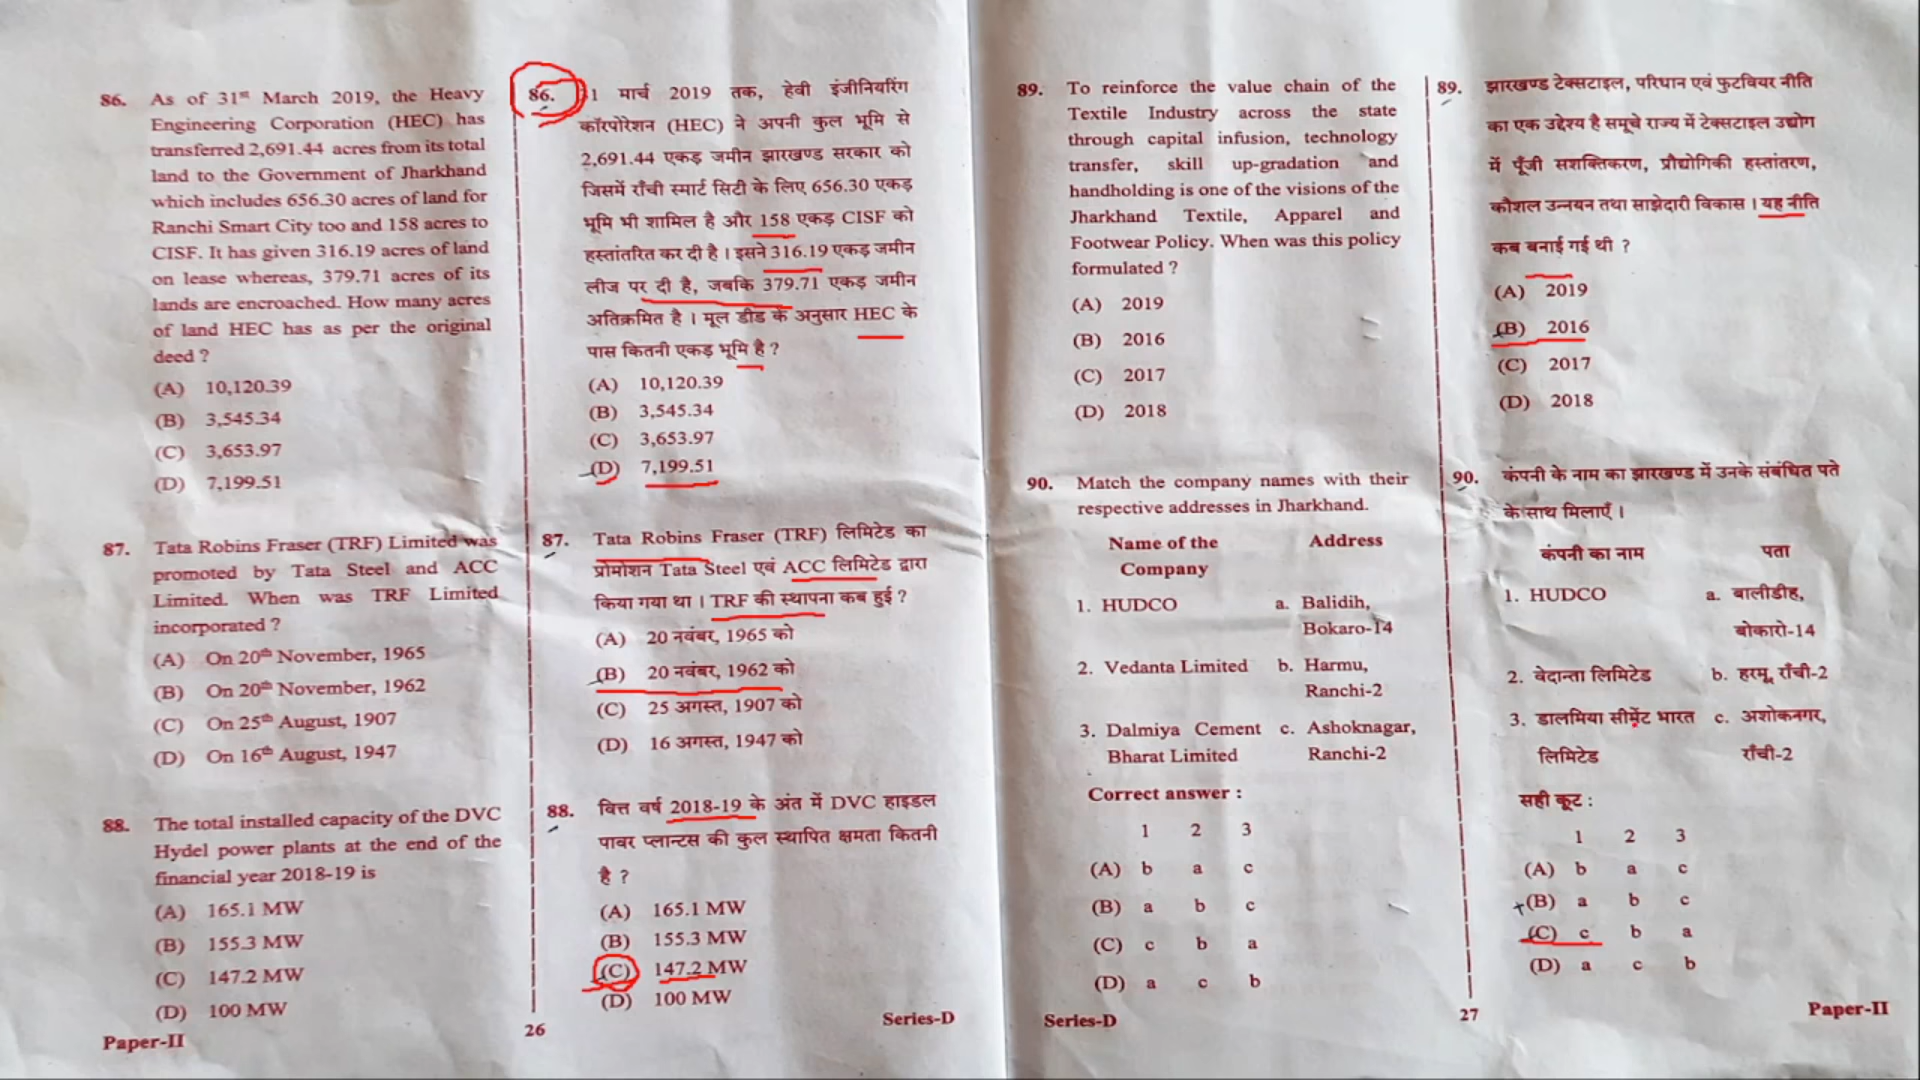 86. As of 31st March 2019, the Heavy
Engineering Corporation (HEC) has
transferred 2,691.44 acres from its total
land to the Government of Jharkhand
which includes 656.30 acres of land for
Ranchi Smart City too and 158 acres to
CISF. It has given 316.19 acres of land
on lease whereas, 379.71 acres of its
lands are encroached. How many acres
of land HEC has as per the original
deed ?
(A) 10,120.39
(B) 3,545.34
(C) 3,653.97
(D) 7,199.51
87. Tata Robins Fraser (TRF) Limited was
promoted by Tata Steel and ACC
Limited. When was TRF Limited
incorporated ?
(A) On 20th November, 1965
(B) On 20th November, 1962
(C) On 25th August, 1907
(D) On 16th August, 1947
88. The total installed capacity of the DVC
Hydel power plants at the end of the
financial year 2018-19 is
(A) 165.1 MW
(B) 155.3 MW
(C) 147.2 MW
(D) 100 MW
Paper-II
86. 1 मार्च 2019 तक, हेवी इंजीनियरिंग
कॉरपोरेशन (HEC) ने अपनी कुल भूमि से
2,691.44 एकड़ जमीन झारखण्ड सरकार को
जिसमें राँची स्मार्ट सिटी के लिए 656.30 एकड़
भूमि भी शामिल है और 158 एकड़ CISF को
हस्तांतरित कर दी है । इसने 316.19 एकड़ जमीन
लीज पर दी है, जबकि 379.71 एकड़ जमीन
अतिक्रमित है । मूल डीड के अनुसार HEC के
पास कितनी एकड़ भूमि है ?
(A) 10,120.39
(B) 3,545.34
(C) 3,653.97
(D) 7,199.51
87. Tata Robins Fraser (TRF) लिमिटेड का
प्रोमोशन Tata Steel एवं ACC लिमिटेड द्वारा
किया गया था । TRF की स्थापना कब हुई ?
(A) 20 नवंबर, 1965 को
(B) 20 नवंबर, 1962 को
(C) 25 अगस्त, 1907 को
(D) 16 अगस्त, 1947 को
88. वित्त वर्ष 2018-19 के अंत में DVC हाइडल
पावर प्लान्टस की कुल स्थापित क्षमता कितनी
है ?
(A) 165.1 MW
(B) 155.3 MW
(C) 147.2 MW
(D) 100 MW
26
Series-D
89. To reinforce the value chain of the
Textile Industry across the state
through capital infusion, technology
transfer, skill up-gradation and
handholding is one of the visions of the
Jharkhand Textile, Apparel and
Footwear Policy. When was this policy
formulated ?
(A) 2019
(B) 2016
(C) 2017
(D) 2018
90. Match the company names with their
respective addresses in Jharkhand.
Name of the Address
Company
1. HUDCO a. Balidih,
Bokaro-14
2. Vedanta Limited b. Harmu,
Ranchi-2
3. Dalmiya Cement c. Ashoknagar,
Bharat Limited Ranchi-2
Correct answer :
1 2 3
(A) b a c
(B) a b c
(C) c b a
(D) a c b
Series-D
89. झारखण्ड टेक्सटाइल, परिधान एवं फुटवियर नीति
का एक उद्देश्य है समूचे राज्य में टेक्सटाइल उद्योग
में पूँजी सशक्तिकरण, प्रौद्योगिकी हस्तांतरण,
कौशल उन्नयन तथा साझेदारी विकास । यह नीति
कब बनाई गई थी ?
(A) 2019
(B) 2016
(C) 2017
(D) 2018
90. कंपनी के नाम का झारखण्ड में उनके संबंधित पते
के साथ मिलाएँ ।
कंपनी का नाम पता
1. HUDCO a. बालीडीह,
बोकारो-14
2. वेदान्ता लिमिटेड b. हरमू, राँची-2
3. डालमिया सीमेंट भारत c. अशोकनगर,
लिमिटेड राँची-2
सही कूट :
1 2 3
(A) b a c
(B) a b c
(C) c b a
(D) a c b
27
Paper-II